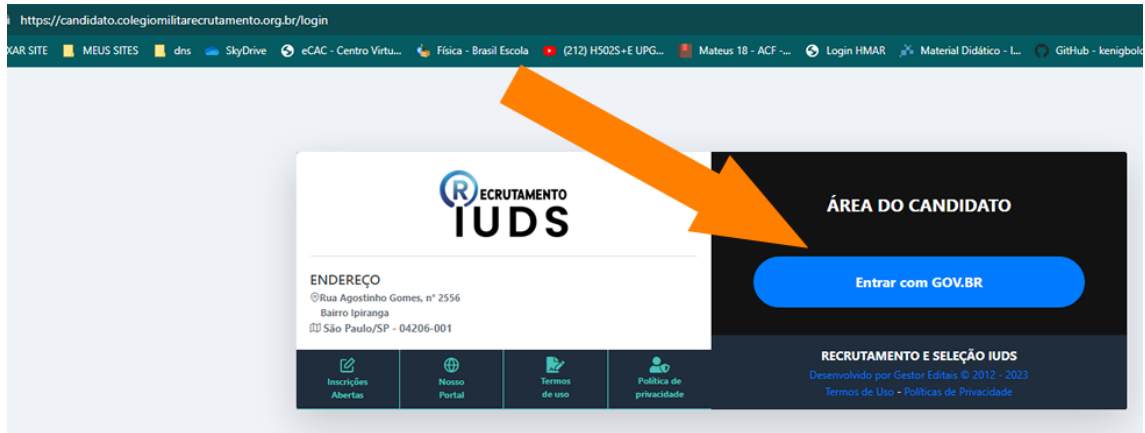 https://candidato.colegiomilitarecrutamento.org.br/login
XAR SITE MEUS SITES dns SkyDrive eCAC - Centro Virtu... Física - Brasil Escola (212) H502S+E UPG... Mateus 18 - ACF -... Login HMAR Material Didático - I... GitHub - kenigbolo
RECRUTAMENTO
IUDS
ENDEREÇO
Rua Agostinho Gomes, n° 2556
Bairro Ipiranga
São Paulo/SP - 04206-001
Inscrições
Abertas
Nosso
Portal
Termos
de uso
Política de
privacidade
ÁREA DO CANDIDATO
Entrar com GOV.BR
RECRUTAMENTO E SELEÇÃO IUDS
Desenvolvido por Gestor Editais © 2012 - 2023
Termos de Uso - Políticas de Privacidade